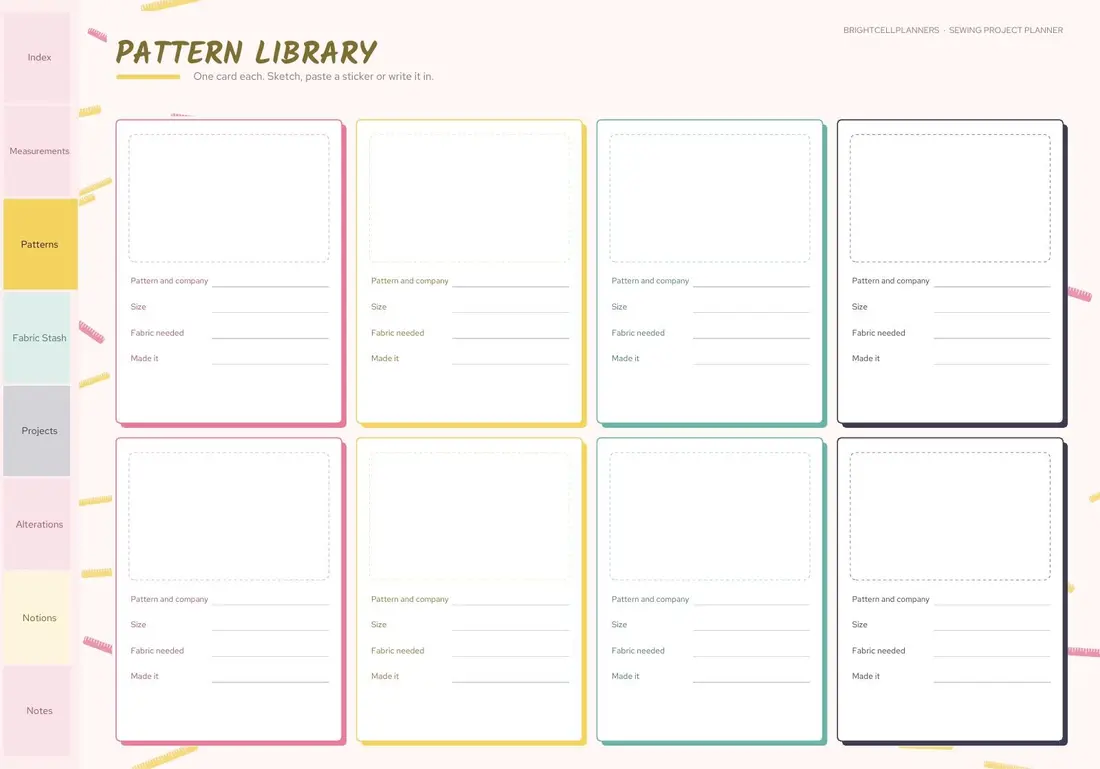 BRIGHTCELLPLANNERS · SEWING PROJECT PLANNER
PATTERN LIBRARY
One card each. Sketch, paste a sticker or write it in.
Index
Measurements
Patterns
Fabric Stash
Projects
Alterations
Notions
Notes
Pattern and company
Size
Fabric needed
Made it
Pattern and company
Size
Fabric needed
Made it
Pattern and company
Size
Fabric needed
Made it
Pattern and company
Size
Fabric needed
Made it
Pattern and company
Size
Fabric needed
Made it
Pattern and company
Size
Fabric needed
Made it
Pattern and company
Size
Fabric needed
Made it
Pattern and company
Size
Fabric needed
Made it